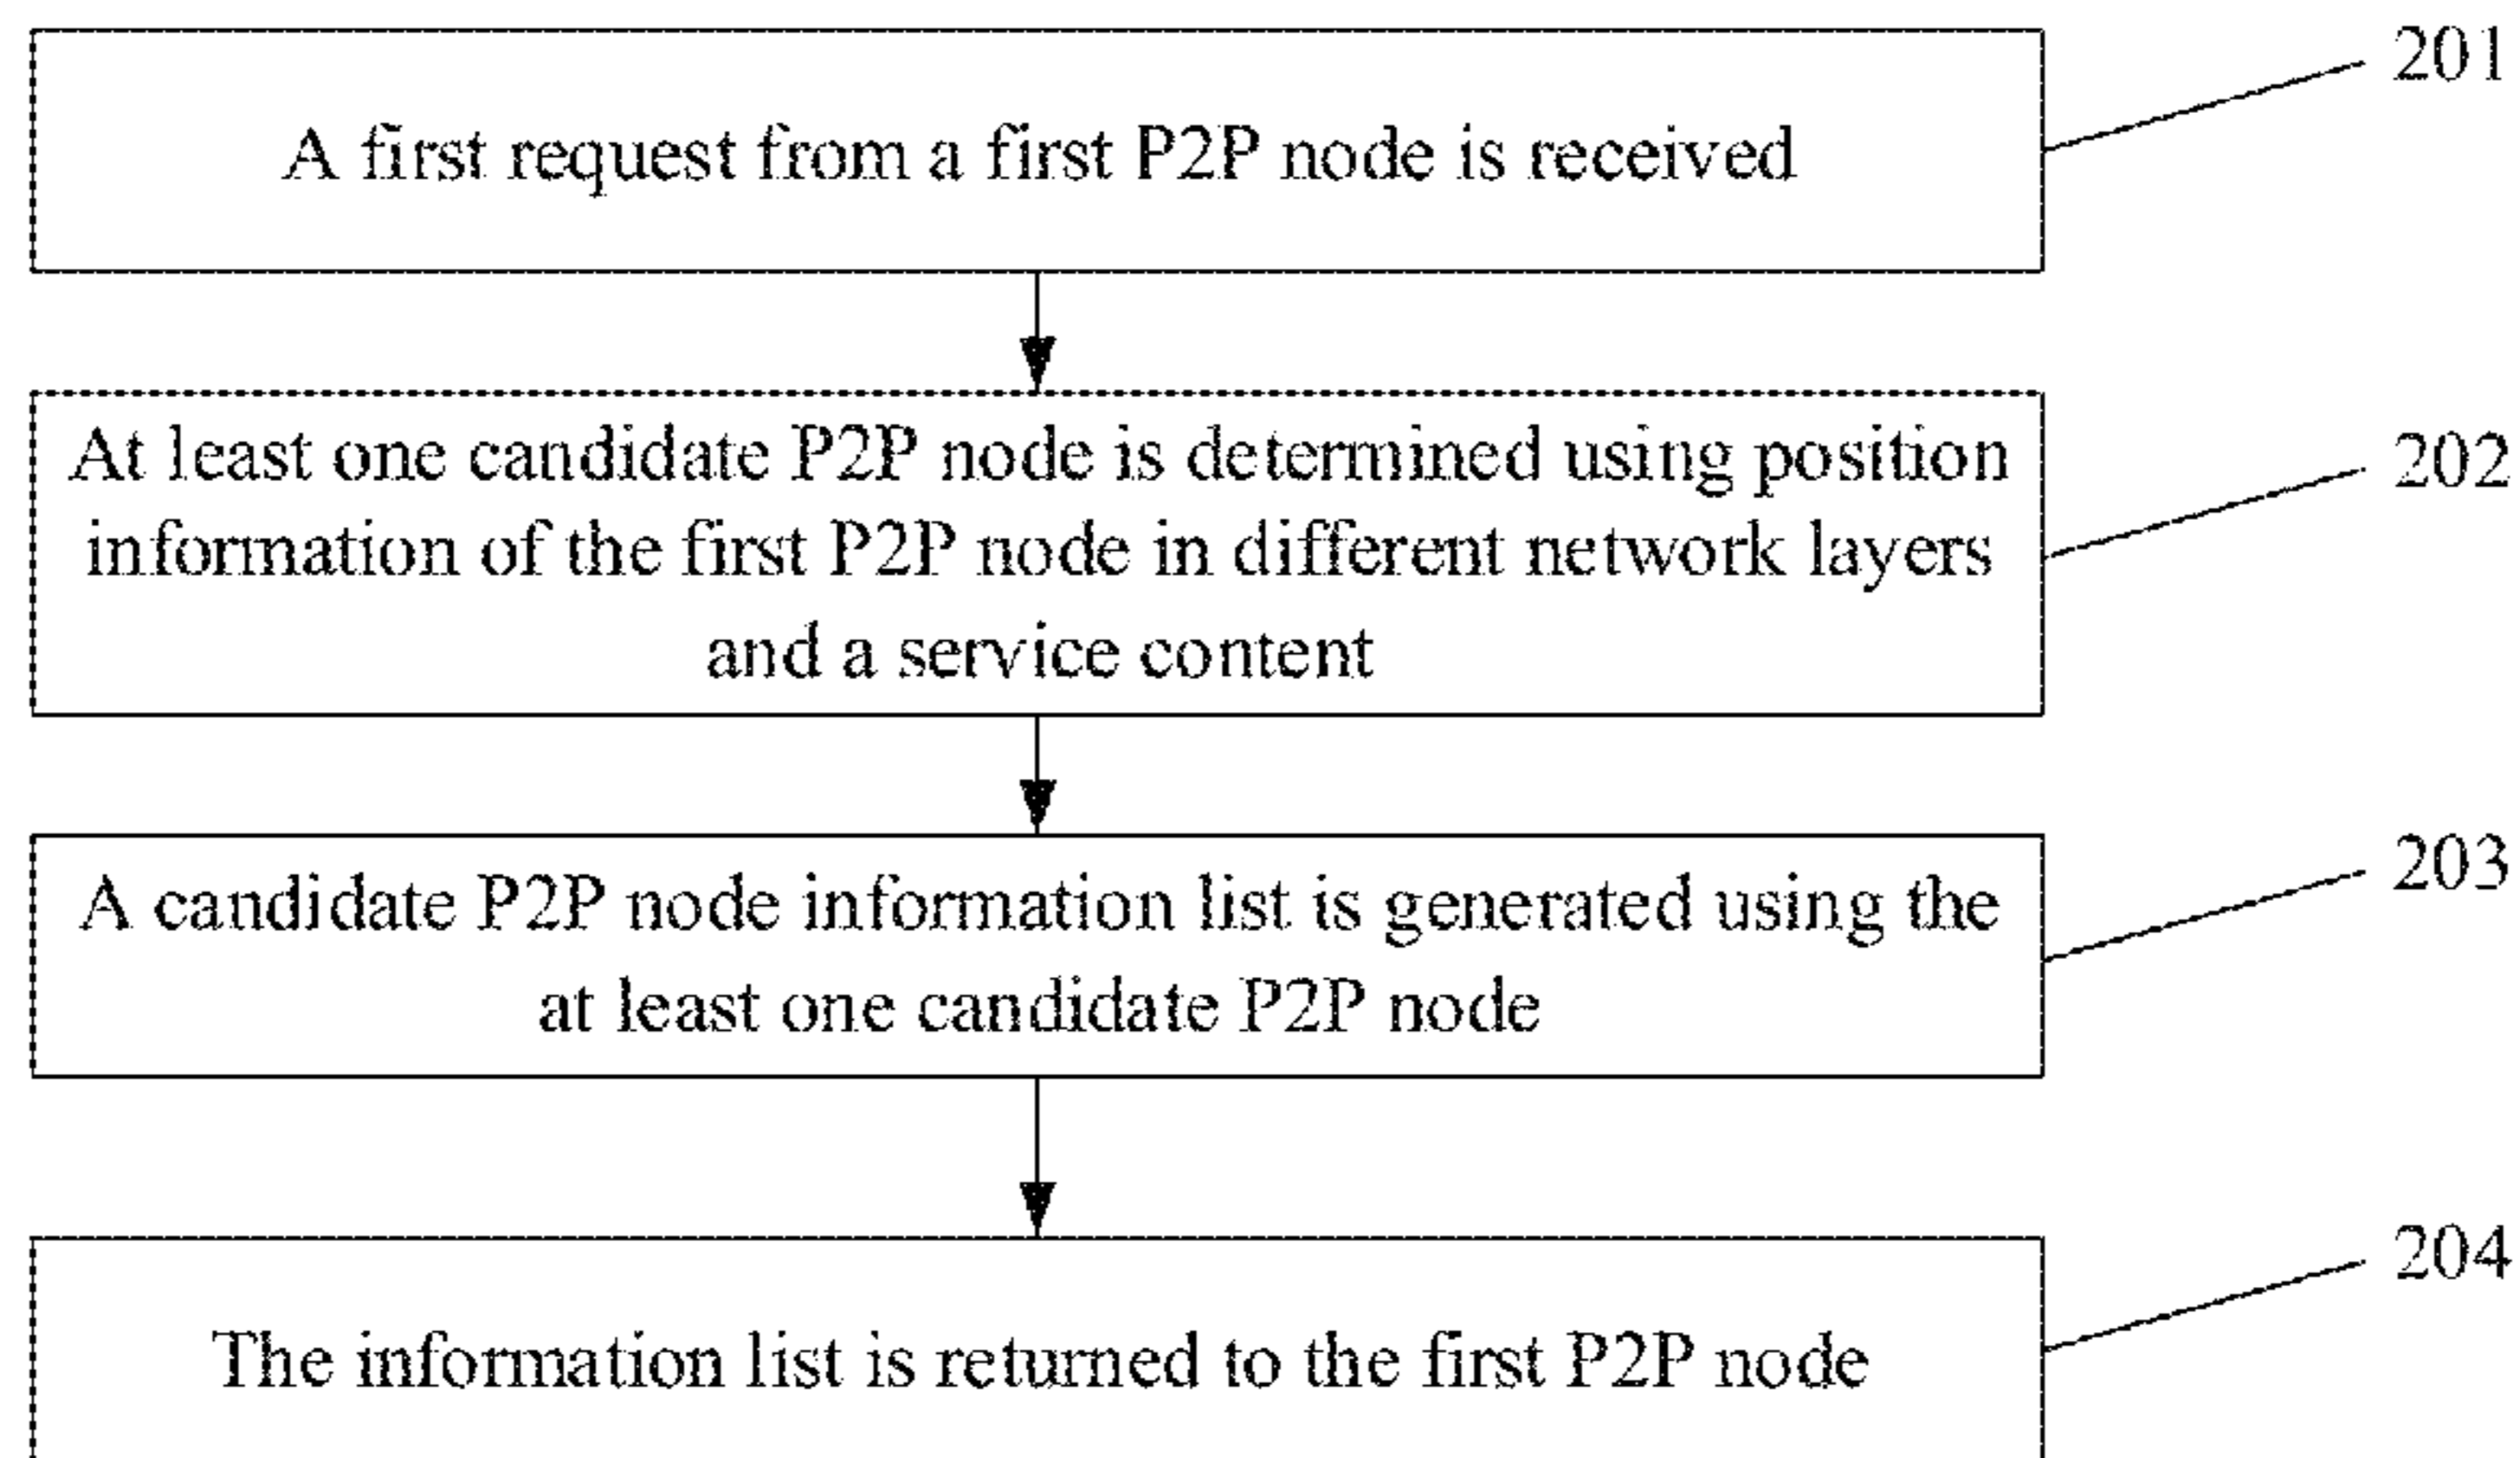 201
A first request from a first P2P node is received
At least one candidate P2P node is determined using position
202
information of the first P2P node in different network layers
and a service content
203
A candidate P2P node information list is generated using the
at least one candidate P2P node
204
The information list is returned to the first P2P node